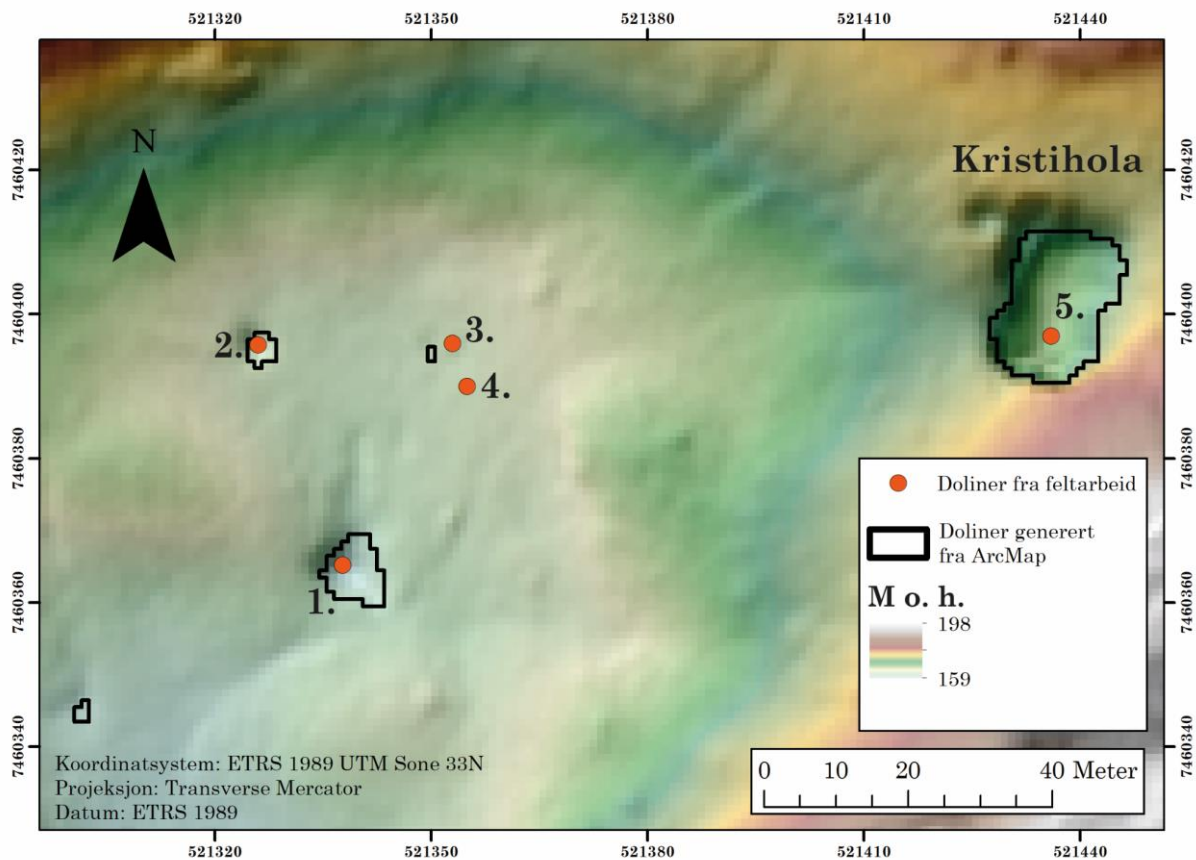 521320 521350 521380 521410 521440
7460420 7460420
N
Kristihola
7460400 7460400
2. 3. 5.
4.
7460380 7460380
Doliner fra feltarbeid
Doliner generert
fra ArcMap
1.
7460360 7460360
M o. h.
198
159
7460340 7460340
Koordinatsystem: ETRS 1989 UTM Sone 33N
Projeksjon: Transverse Mercator
Datum: ETRS 1989
0 10 20 40 Meter
521320 521350 521380 521410 521440